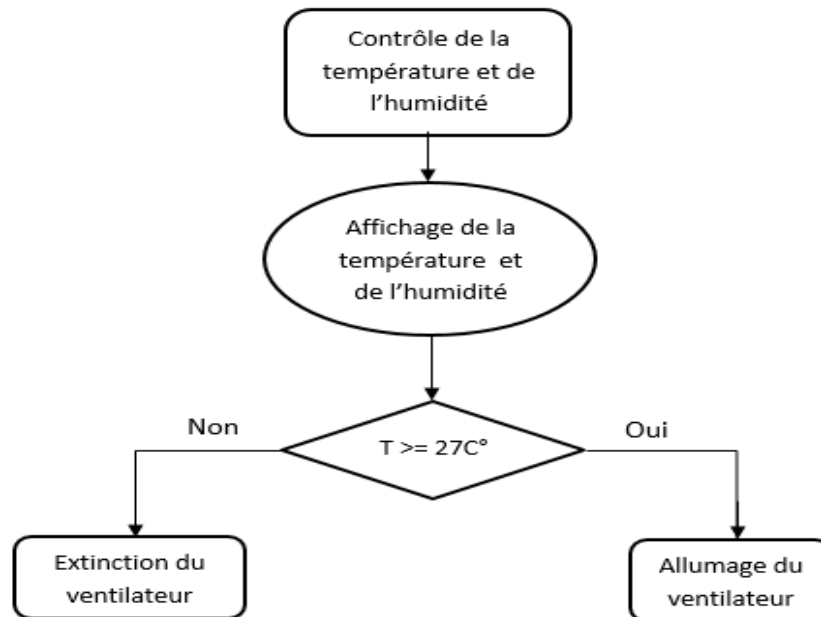 Contrôle de la
température et de
l’humidité
Affichage de la
température et
de l’humidité
Non
T >= 27C°
Oui
Extinction du
ventilateur
Allumage du
ventilateur